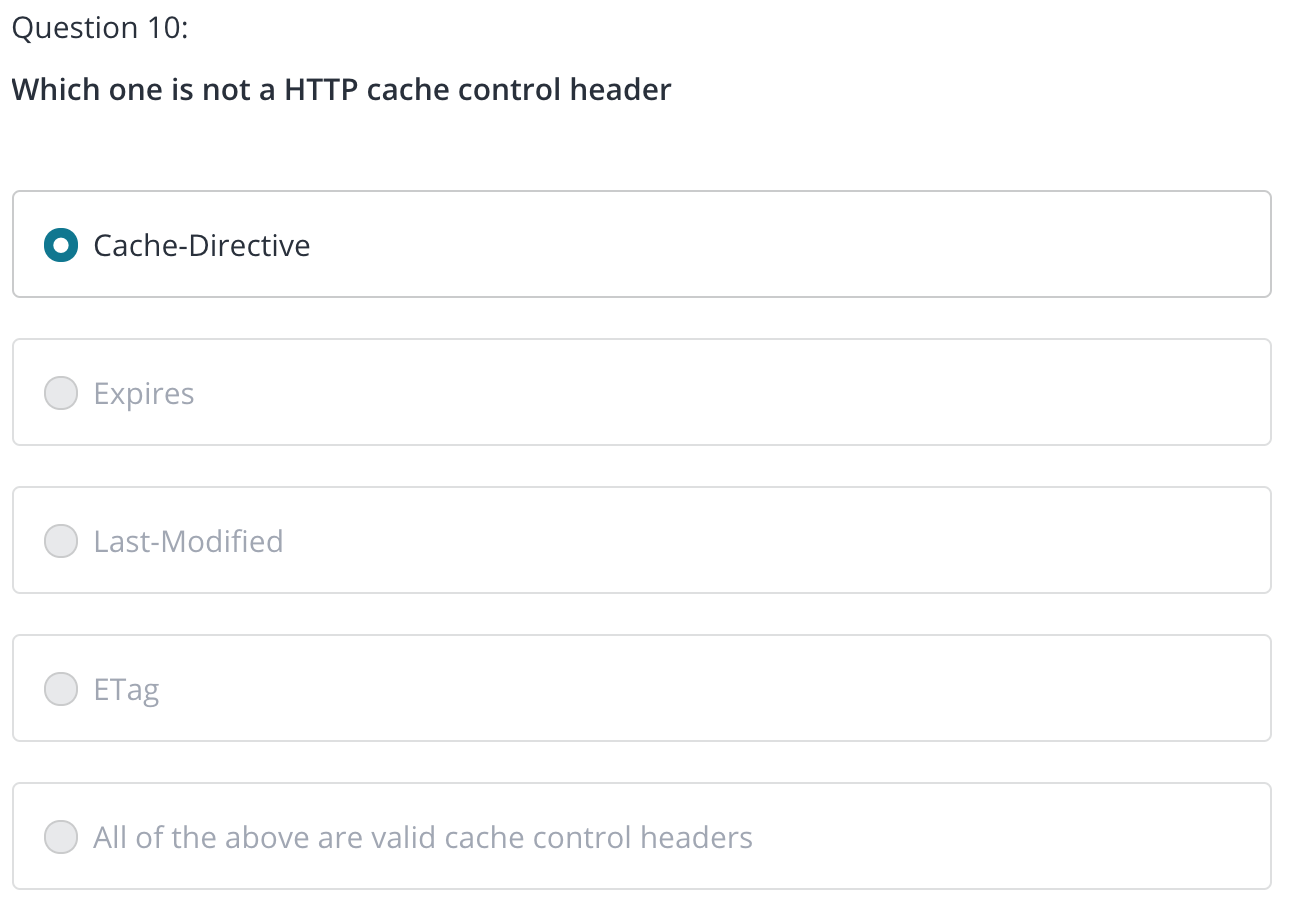 Question 10:
Which one is not a HTTP cache control header
Cache-Directive
Expires
Last-Modified
ETag
All of the above are valid cache control headers